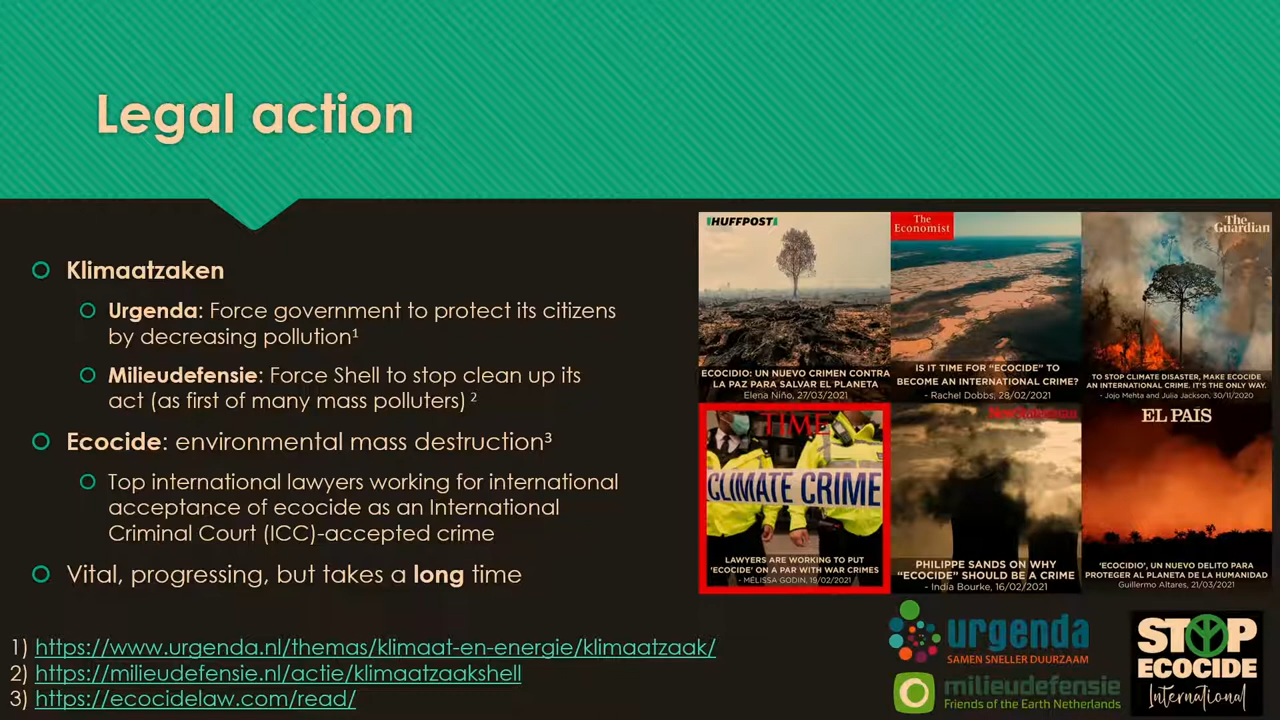 Legal action
Klimaatzaken
Urgenda: Force government to protect its citizens
by decreasing pollution¹
Milieudefensie: Force Shell to stop clean up its
act (as first of many mass polluters) ²
Ecocide: environmental mass destruction³
Top international lawyers working for international
acceptance of ecocide as an International
Criminal Court (ICC)-accepted crime
Vital, progressing, but takes a long time
1) https://www.urgenda.nl/themas/klimaat-en-energie/klimaatzaak/
2) https://milieudefensie.nl/actie/klimaatzaakshell
3) https://ecocidelaw.com/read/
HUFFPOST
ECOCIDIO: UN NUEVO CRIMEN CONTRA
LA PAZ PARA SALVAR EL PLANETA
Elena Niño, 27/03/2021
The
Economist
IS IT TIME FOR "ECOCIDE" TO
BECOME AN INTERNATIONAL CRIME?
- Rachel Dobbs, 28/02/2021
The
Guardian
TO STOP CLIMATE DISASTER, MAKE ECOCIDE
AN INTERNATIONAL CRIME. IT'S THE ONLY WAY.
- Jojo Mehta and Julia Jackson, 30/11/2020
TIME
CLIMATE CRIME
LAWYERS ARE WORKING TO PUT
'ECOCIDE' ON A PAR WITH WAR CRIMES
- MÉLISSA GODIN, 19/02/2021
NewStatesman
PHILIPPE SANDS ON WHY
"ECOCIDE" SHOULD BE A CRIME
- India Bourke, 16/02/2021
EL PAÍS
'ECOCIDIO', UN NUEVO DELITO PARA
PROTEGER AL PLANETA DE LA HUMANIDAD
Guillermo Altares, 21/03/2021
urgenda
SAMEN SNELLER DUURZAAM
milieudefensie
Friends of the Earth Netherlands
STOP
ECOCIDE
International